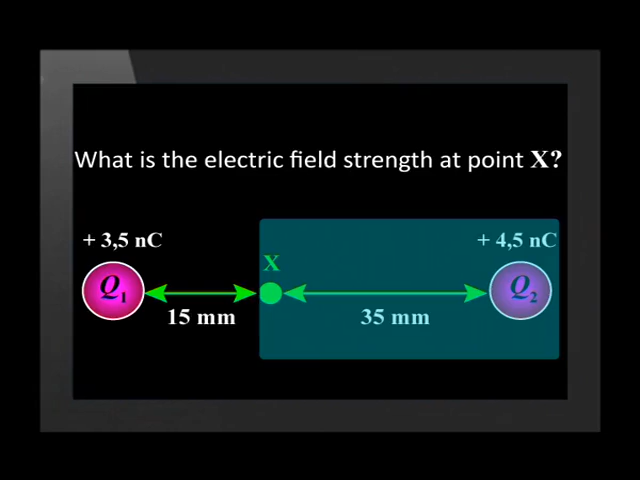 What is the electric field strength at point X?
+ 3,5 nC
+ 4,5 nC
X
Q1
Q2
15 mm
35 mm